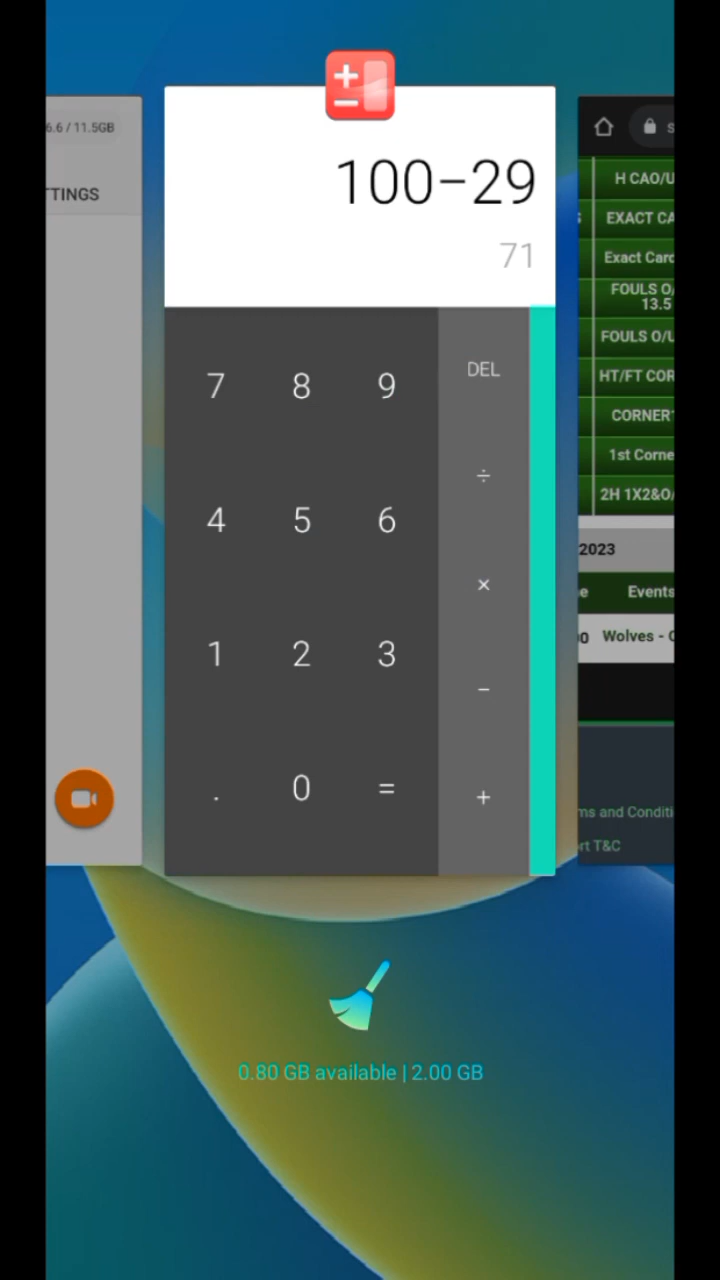 6.6 / 11.5GB
TTINGS
100−29
71
7 8 9
4 5 6
1 2 3
. 0 =
DEL
÷
×
−
+
H CAO/U
EXACT CA
Exact Card
FOULS O/
13.5
FOULS O/U
HT/FT COR
CORNER
1st Corne
2H 1X2&O/
2023
e Events
00 Wolves - C
ms and Conditi
rt T&C
0.80 GB available | 2.00 GB